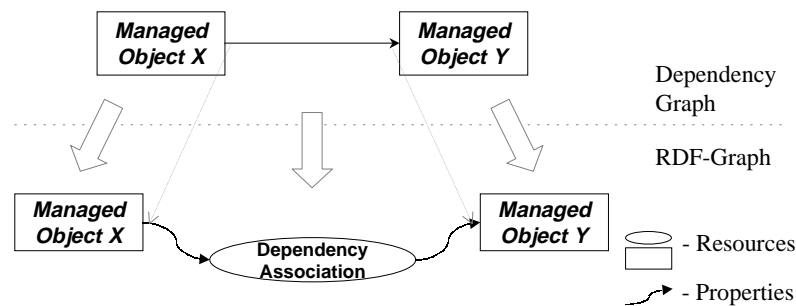 Managed
Object X
Managed
Object Y
Dependency
Graph
RDF-Graph
Managed
Object X
Dependency
Association
Managed
Object Y
- Resources
- Properties